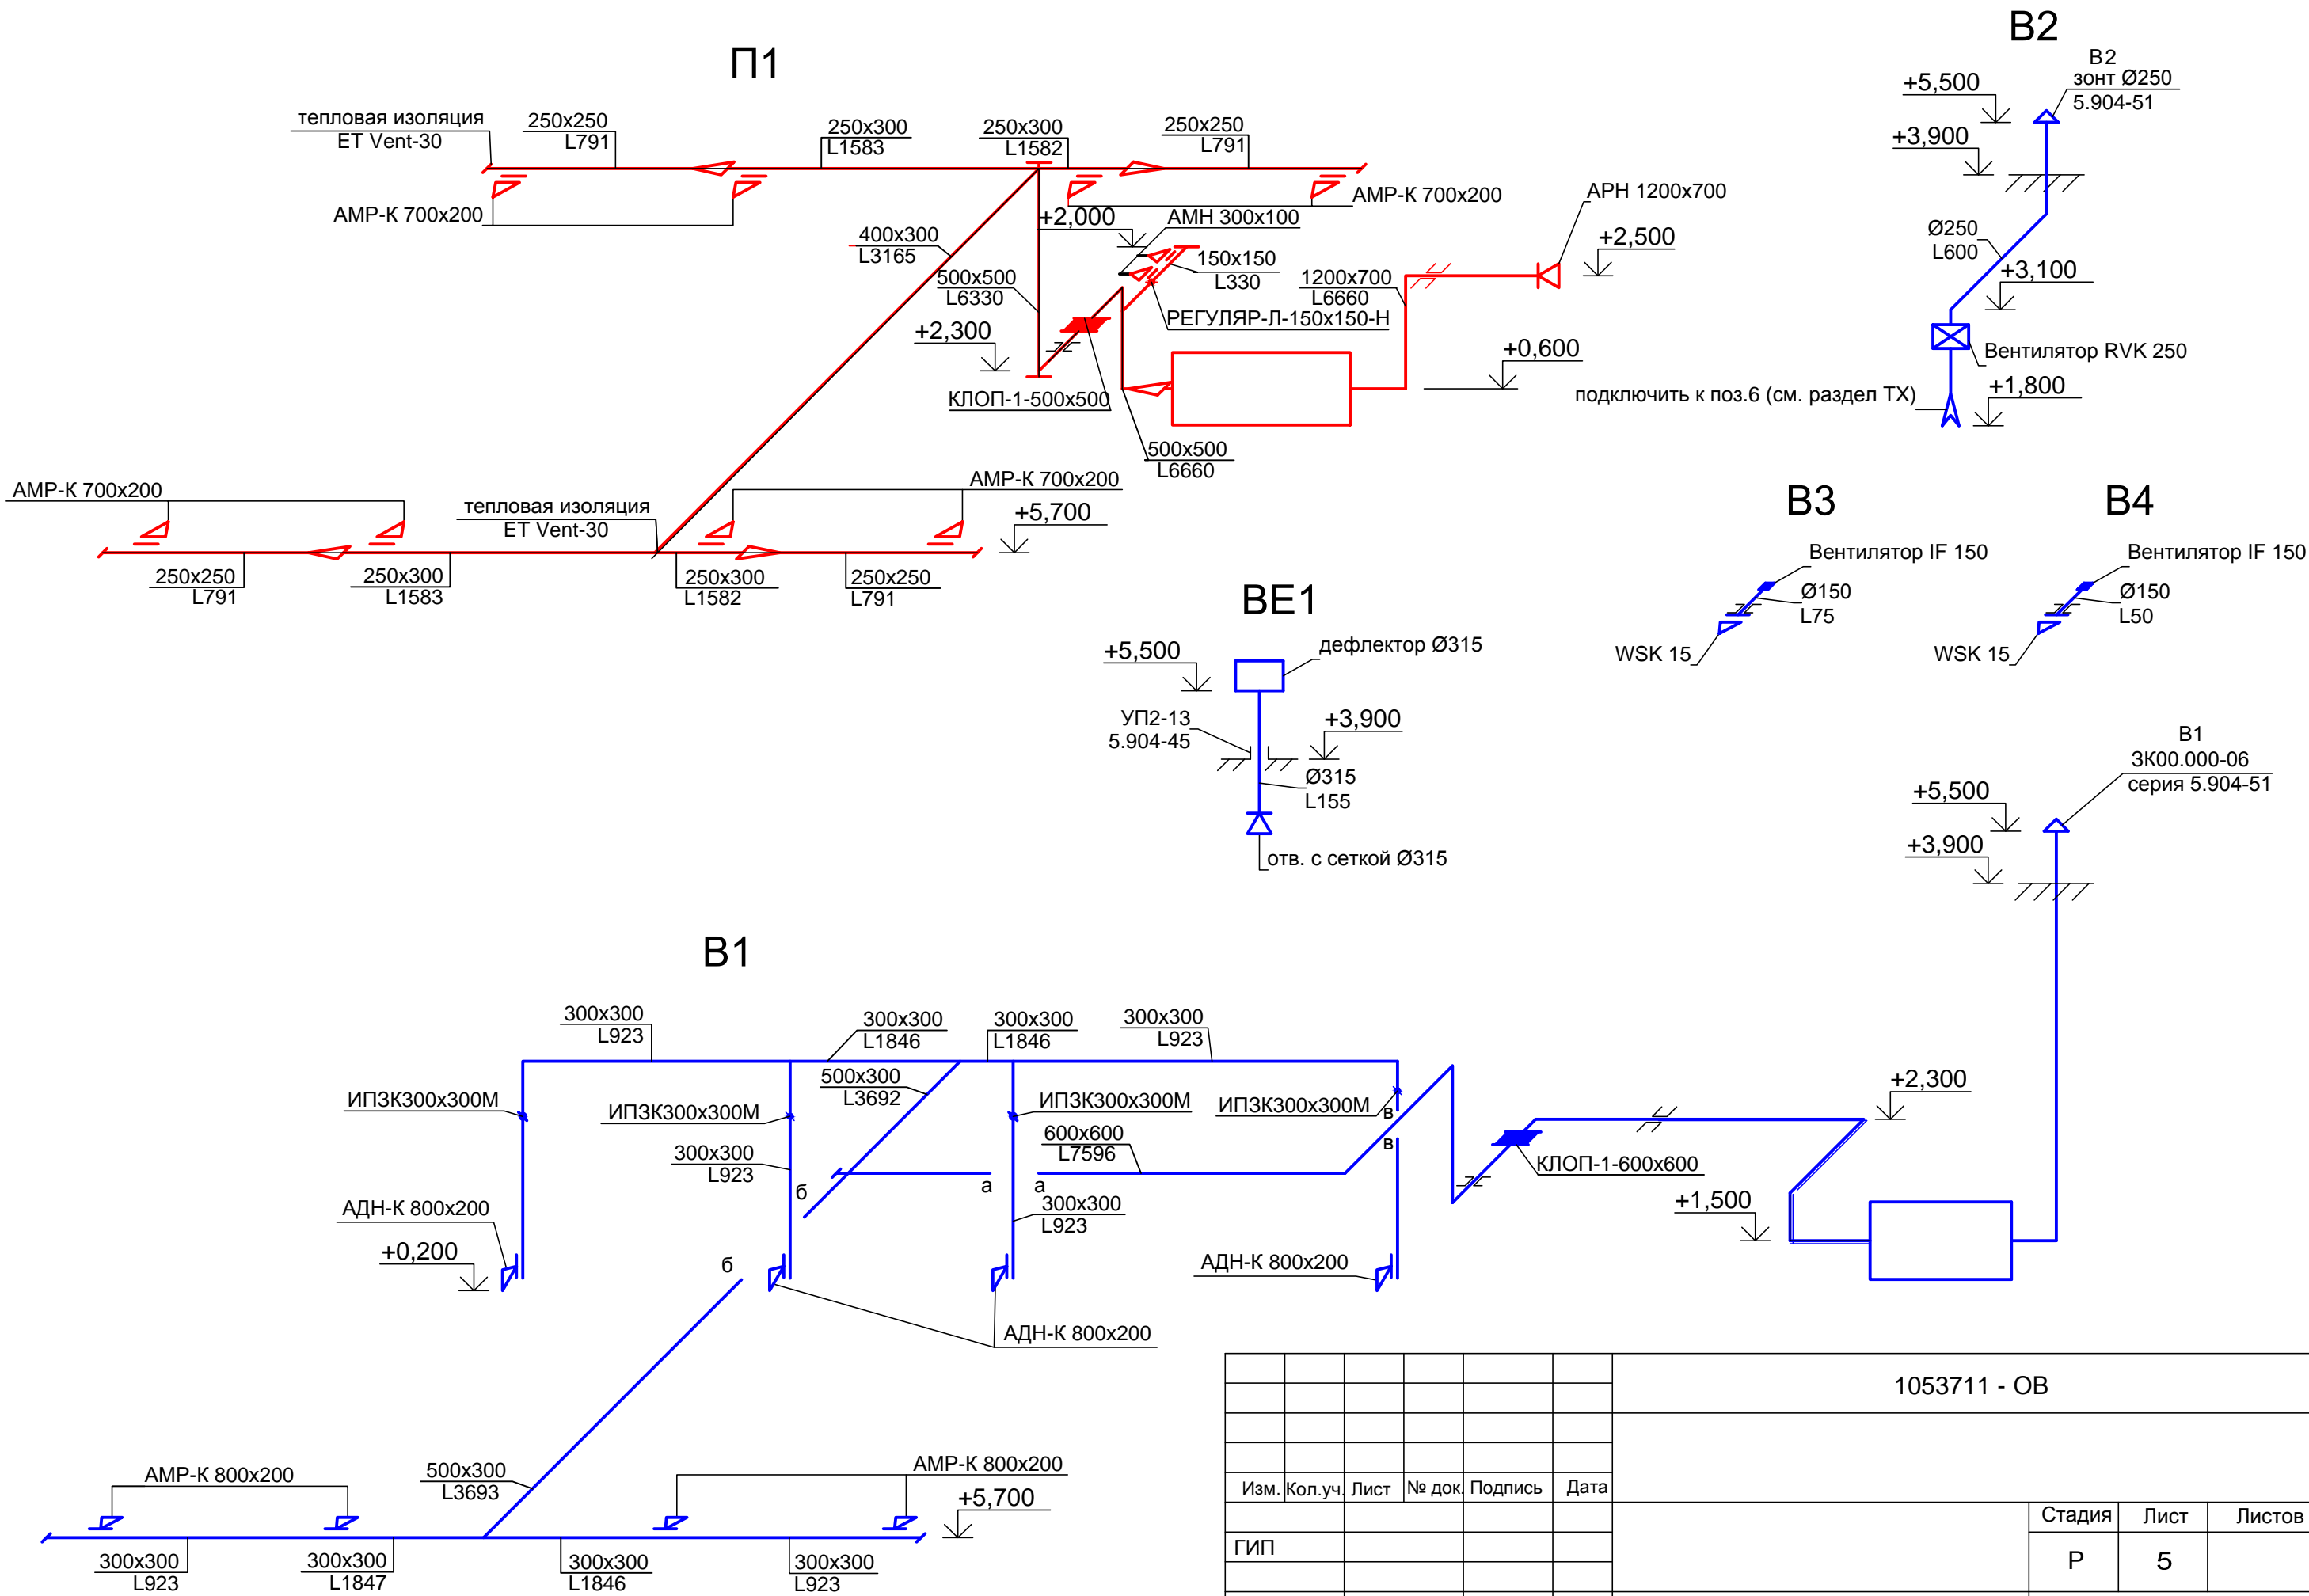 П1
тепловая изоляция
ET Vent-30
250x250
L791
250x300
L1583
250x300
L1582
250x250
L791
АМР-К 700x200
АМР-К 700x200
400x300
L3165
+2,000
АМН 300x100
АРН 1200x700
+2,500
500x500
L6330
150x150
L330
1200x700
L6660
РЕГУЛЯР-Л-150x150-Н
+2,300
+0,600
КЛОП-1-500x500
500x500
L6660
АМР-К 700x200
тепловая изоляция
ET Vent-30
АМР-К 700x200
+5,700
250x250
L791
250x300
L1583
250x300
L1582
250x250
L791
В2
В2
зонт Ø250
5.904-51
+5,500
+3,900
Ø250
L600
+3,100
Вентилятор RVK 250
подключить к поз.6 (см. раздел ТХ)
+1,800
В3
Вентилятор IF 150
Ø150
L75
WSK 15
В4
Вентилятор IF 150
Ø150
L50
WSK 15
ВЕ1
+5,500
дефлектор Ø315
УП2-13
5.904-45
+3,900
Ø315
L155
отв. с сеткой Ø315
В1
3К00.000-06
серия 5.904-51
+5,500
+3,900
В1
300x300
L923
300x300
L1846
300x300
L1846
300x300
L923
500x300
L3692
ИПЗК300x300М
ИПЗК300x300М
ИПЗК300x300М
ИПЗК300x300М
в
в
600x600
L7596
300x300
L923
б
а
а
300x300
L923
КЛОП-1-600x600
+2,300
+1,500
АДН-К 800x200
+0,200
б
АДН-К 800x200
АДН-К 800x200
АМР-К 800x200
500x300
L3693
АМР-К 800x200
+5,700
300x300
L923
300x300
L1847
300x300
L1846
300x300
L923
1053711 - ОВ
Изм. Кол.уч. Лист № док. Подпись Дата
Стадия Лист Листов
ГИП
Р 5